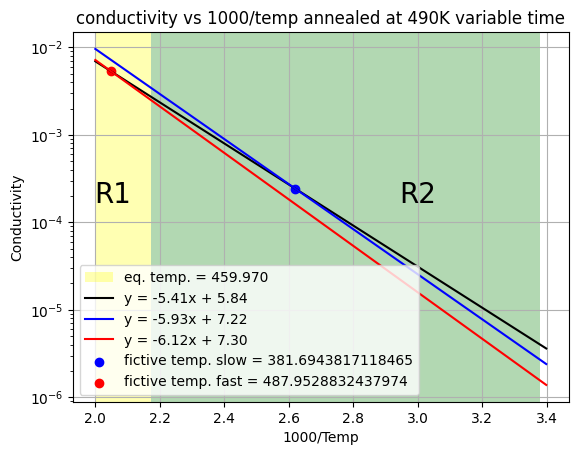 conductivity vs 1000/temp annealed at 490K variable time
Conductivity
10⁻²
10⁻³
10⁻⁴
10⁻⁵
10⁻⁶
R1
R2
eq. temp. = 459.970
y = -5.41x + 5.84
y = -5.93x + 7.22
y = -6.12x + 7.30
fictive temp. slow = 381.6943817118465
fictive temp. fast = 487.9528832437974
2.0 2.2 2.4 2.6 2.8 3.0 3.2 3.4
1000/Temp